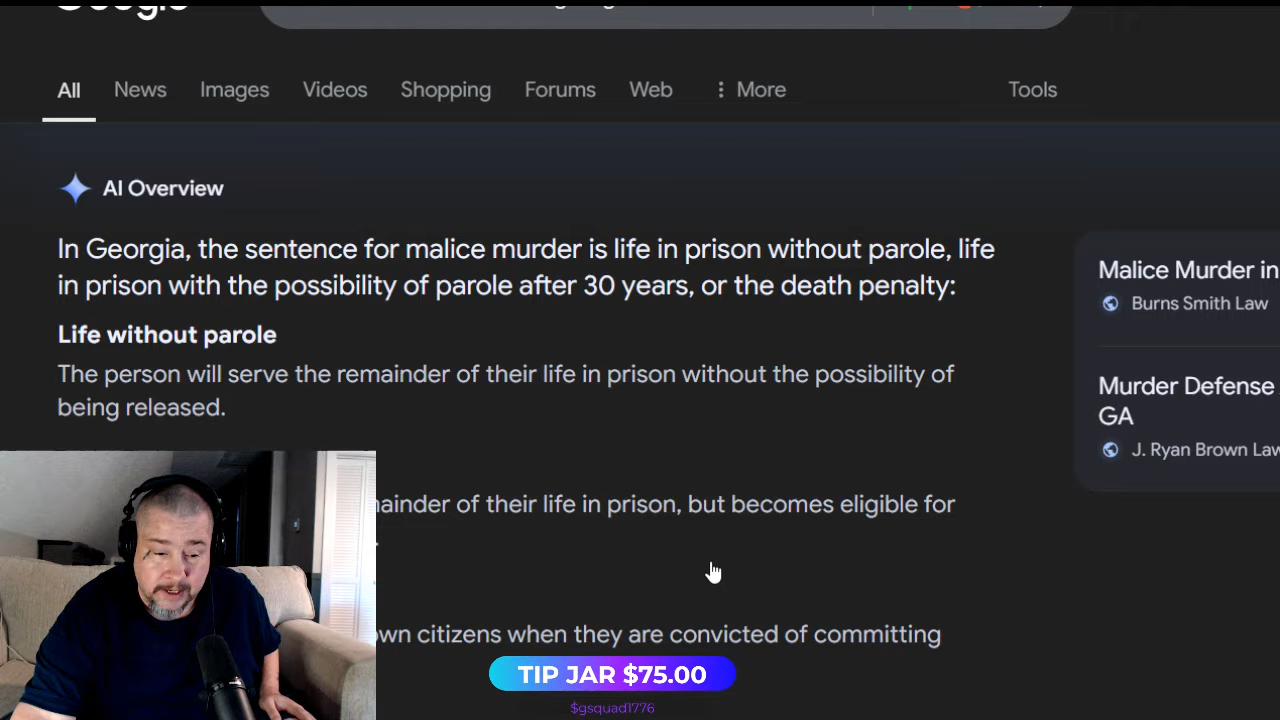 Google
All News Images Videos Shopping Forums Web More Tools
AI Overview
In Georgia, the sentence for malice murder is life in prison without parole, life
in prison with the possibility of parole after 30 years, or the death penalty:
Life without parole
The person will serve the remainder of their life in prison without the possibility of
being released.
ainder of their life in prison, but becomes eligible for
own citizens when they are convicted of committing
Malice Murder in
Burns Smith Law
Murder Defense
GA
J. Ryan Brown Law
TIP JAR $75.00
$gsquad1776